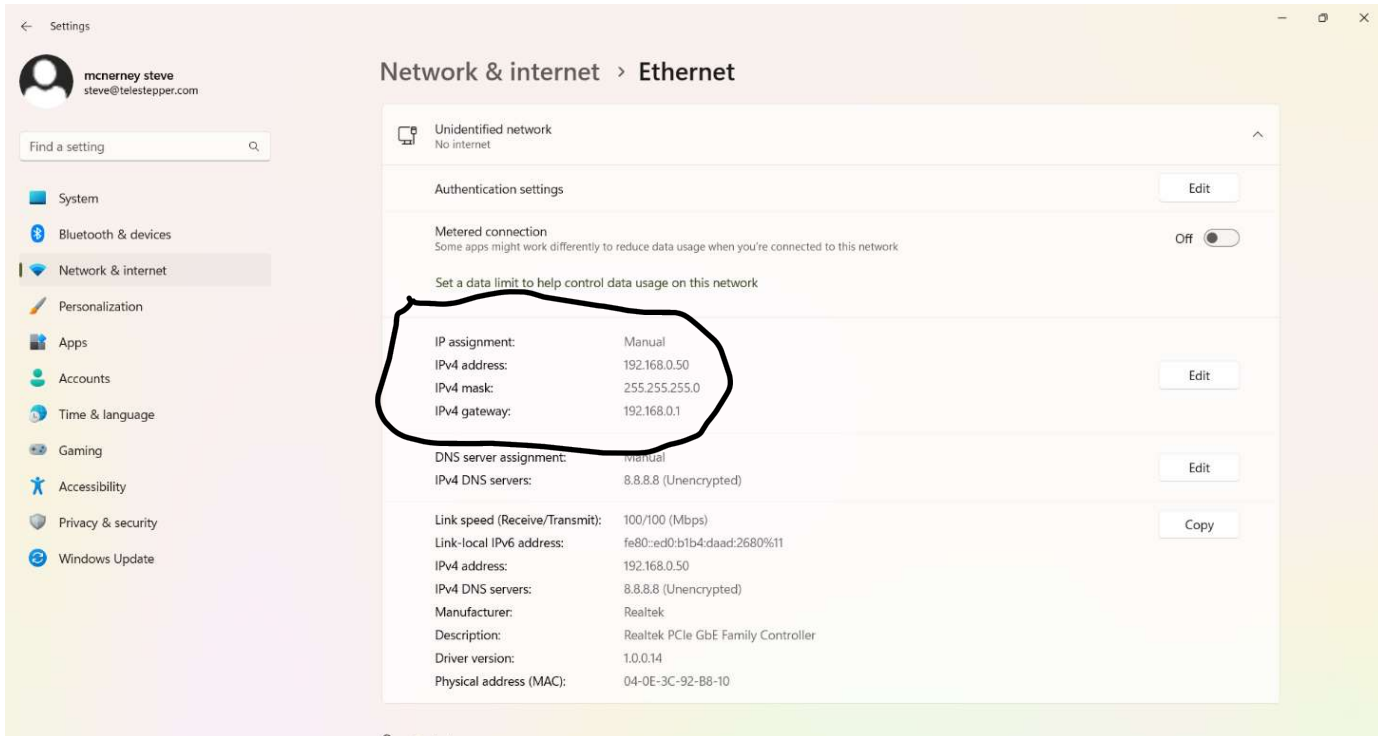 Settings
mcnerney steve
steve@telestepper.com
Find a setting
System
Bluetooth & devices
Network & internet
Personalization
Apps
Accounts
Time & language
Gaming
Accessibility
Privacy & security
Windows Update
Network & internet > Ethernet
Unidentified network
No internet
Authentication settings Edit
Metered connection Off
Some apps might work differently to reduce data usage when you're connected to this network
Set a data limit to help control data usage on this network
IP assignment: Manual
IPv4 address: 192.168.0.50
Edit
IPv4 mask: 255.255.255.0
IPv4 gateway: 192.168.0.1
DNS server assignment: Manual
Edit
IPv4 DNS servers: 8.8.8.8 (Unencrypted)
Link speed (Receive/Transmit): 100/100 (Mbps) Copy
Link-local IPv6 address: fe80::ed0:b1b4:daad:2680%11
IPv4 address: 192.168.0.50
IPv4 DNS servers: 8.8.8.8 (Unencrypted)
Manufacturer: Realtek
Description: Realtek PCIe GbE Family Controller
Driver version: 1.0.0.14
Physical address (MAC): 04-0E-3C-92-B8-10